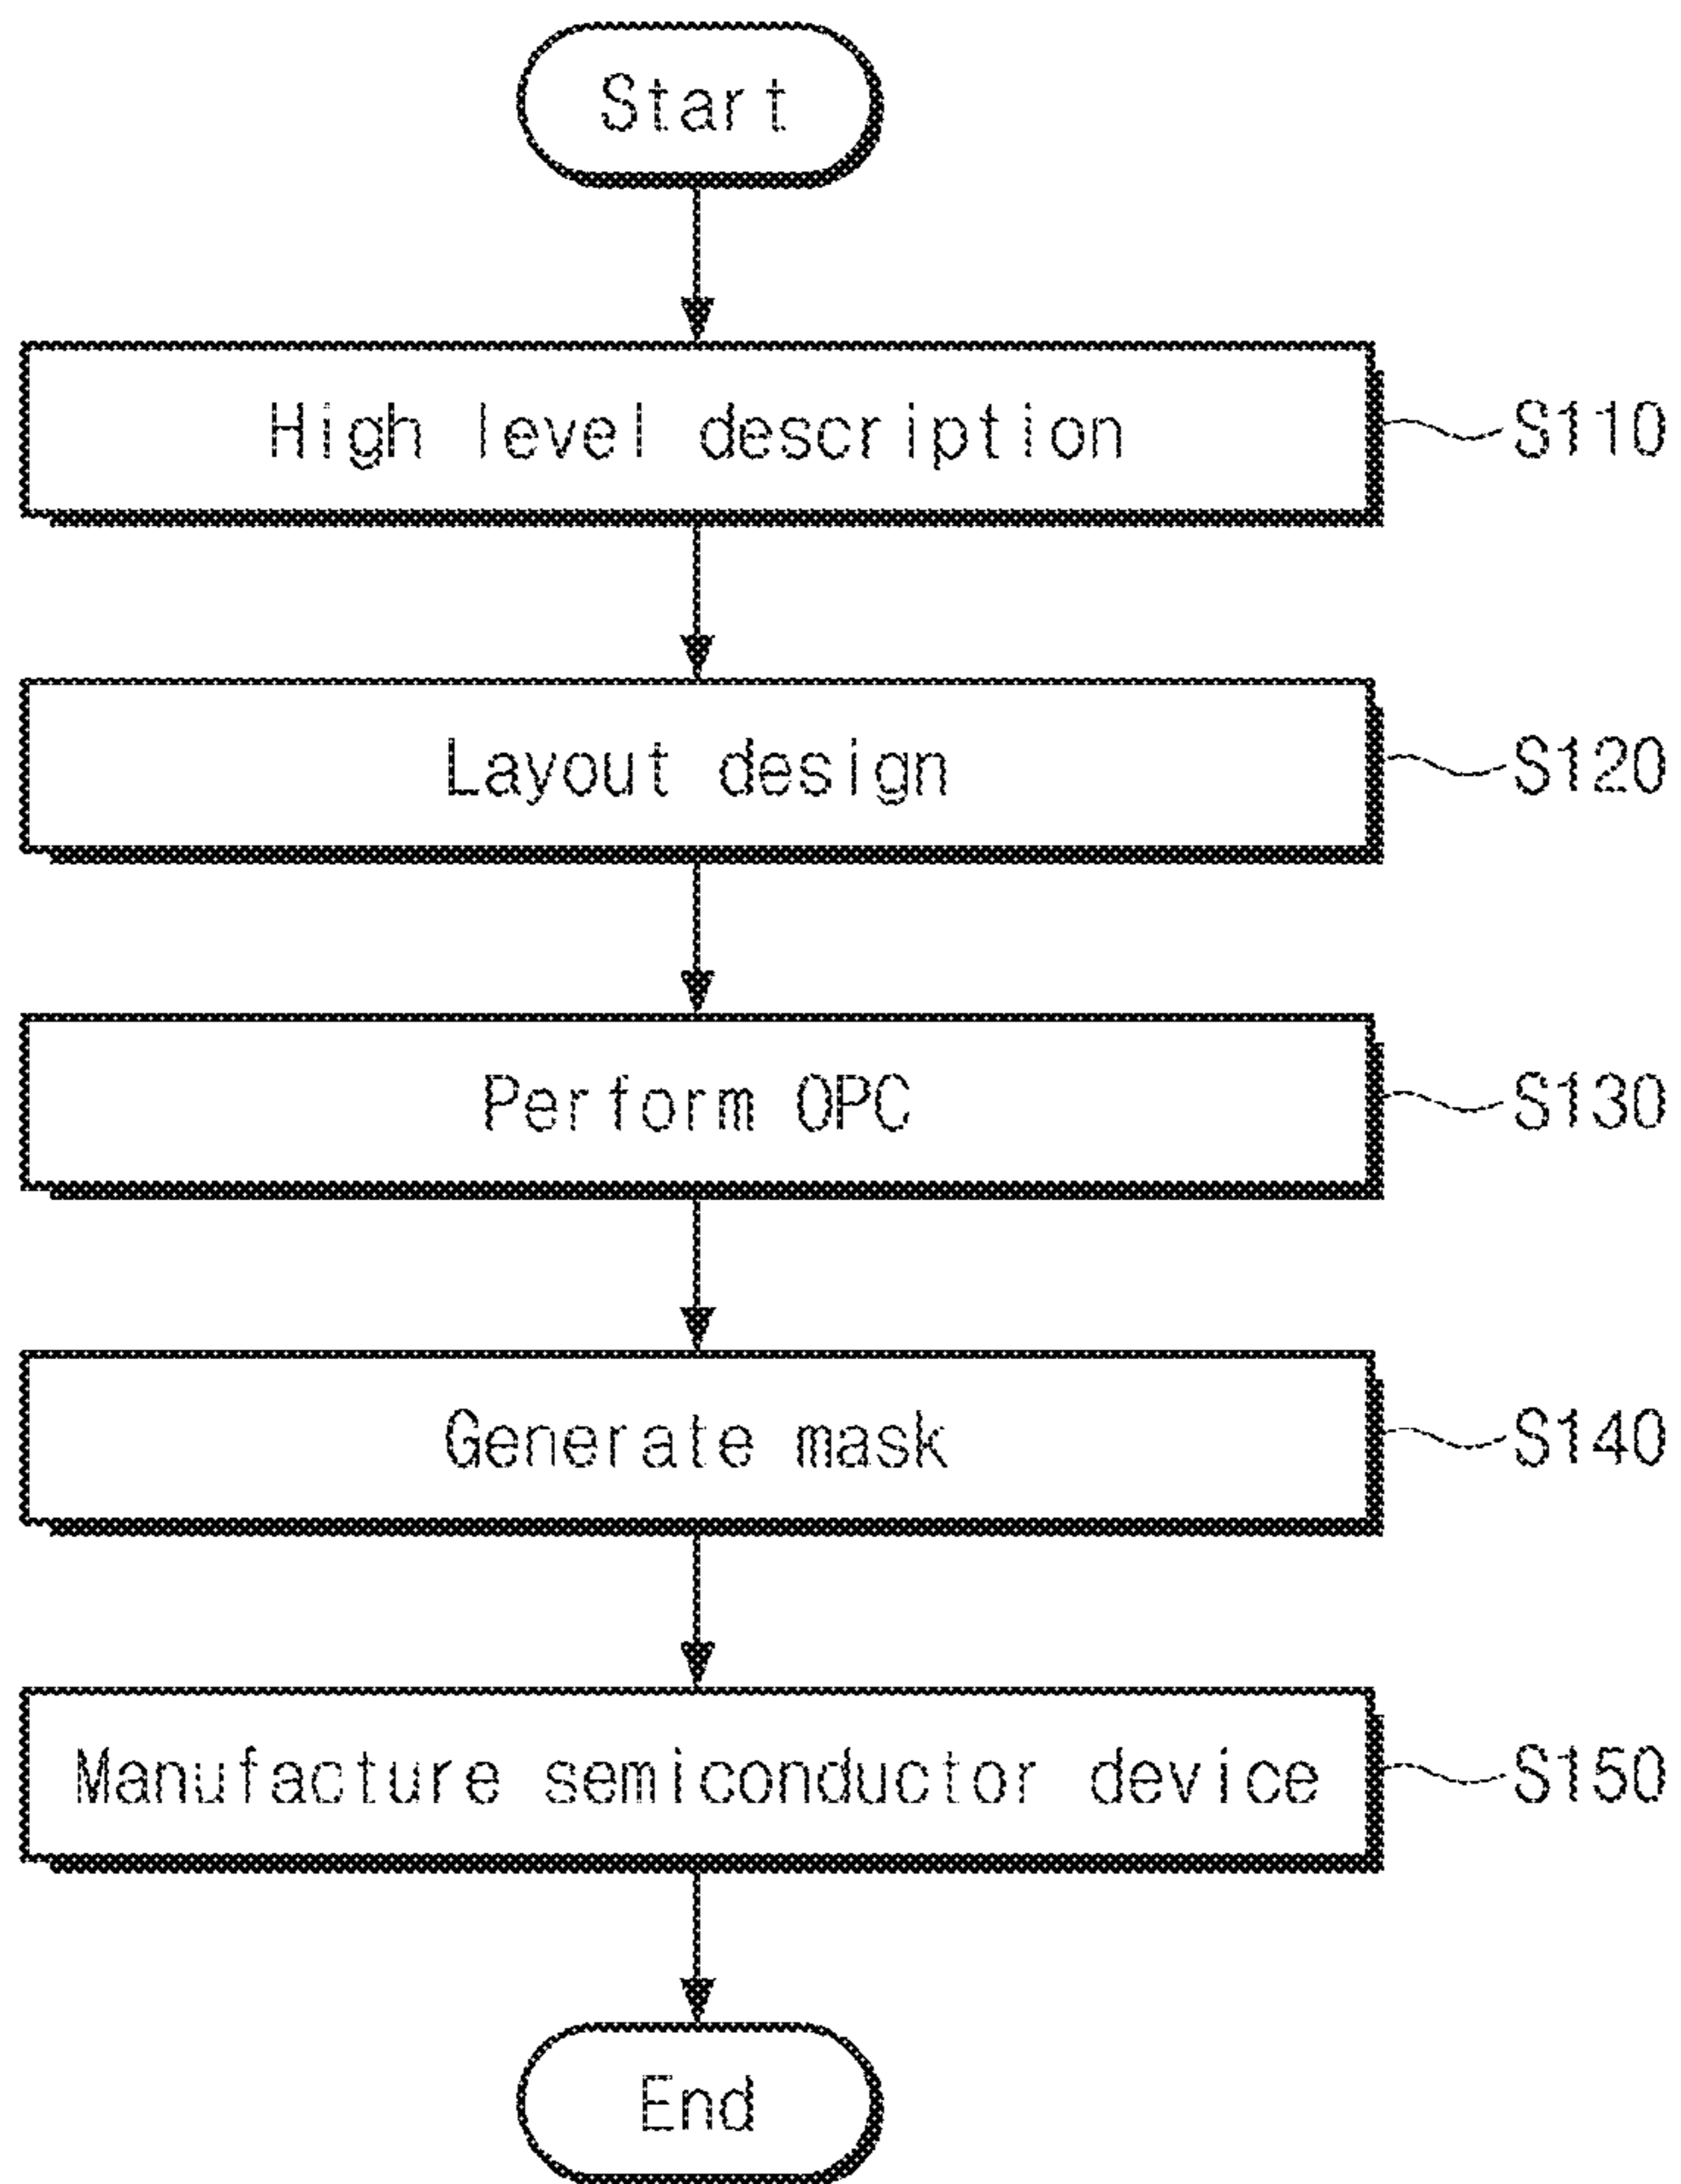 Start
High level description
S110
Layout design
S120
Perform OPC
S130
Generate mask
S140
Manufacture semiconductor device
S150
End